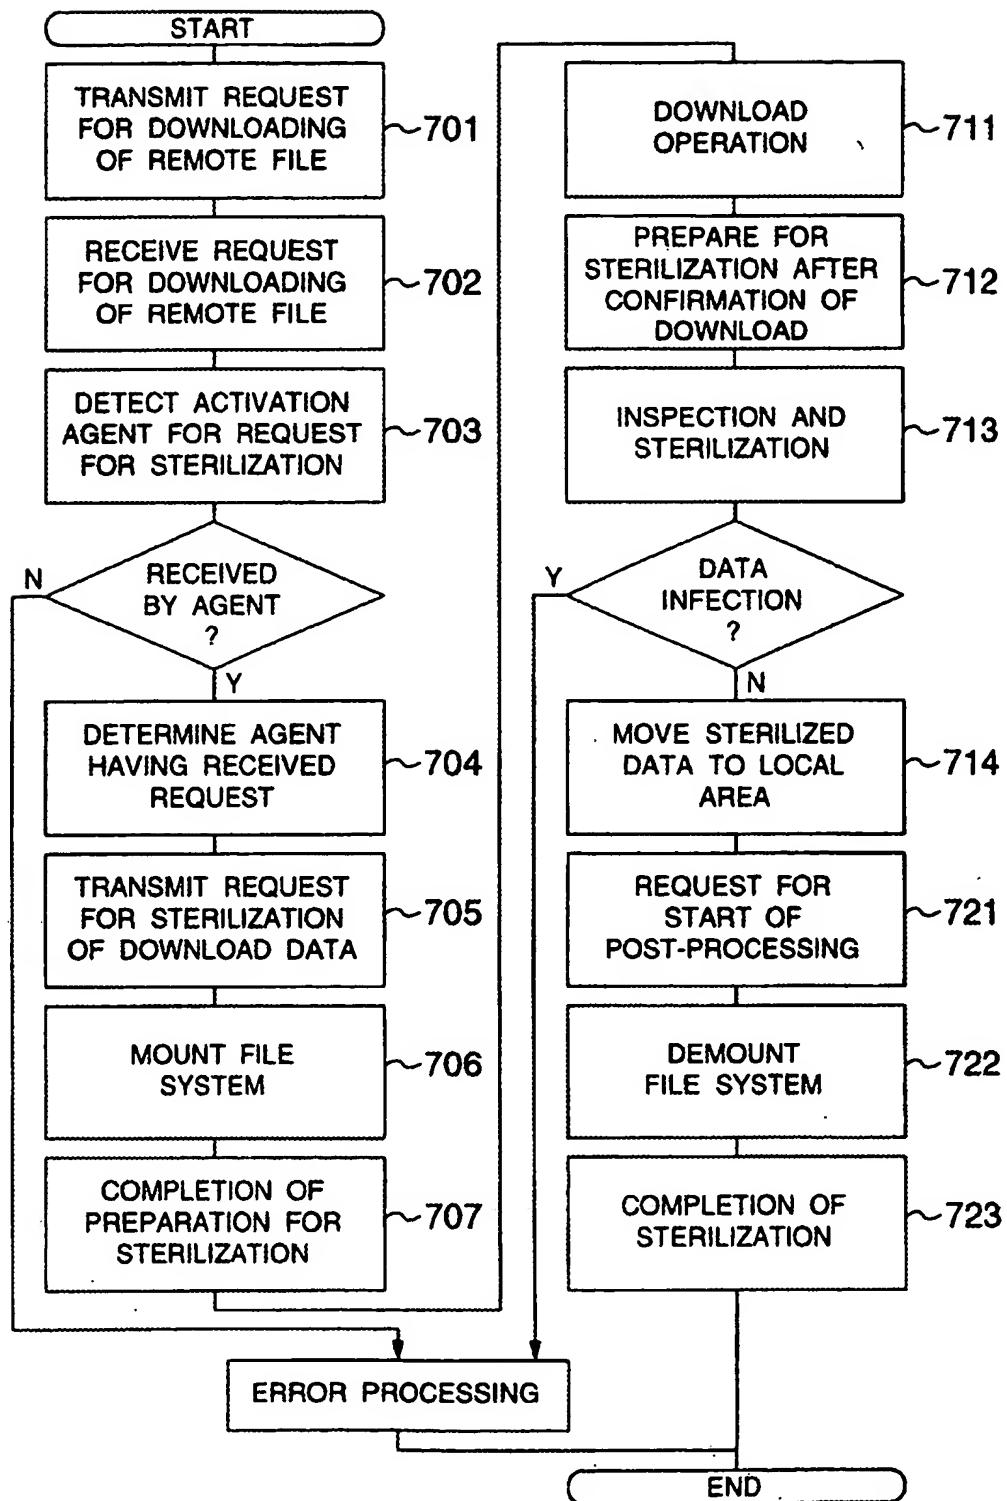 START
TRANSMIT REQUEST
FOR DOWNLOADING
OF REMOTE FILE
701
RECEIVE REQUEST
FOR DOWNLOADING
OF REMOTE FILE
702
DETECT ACTIVATION
AGENT FOR REQUEST
FOR STERILIZATION
703
N
RECEIVED
BY AGENT
?
Y
DETERMINE AGENT
HAVING RECEIVED
REQUEST
704
TRANSMIT REQUEST
FOR STERILIZATION
OF DOWNLOAD DATA
705
MOUNT FILE
SYSTEM
706
COMPLETION OF
PREPARATION FOR
STERILIZATION
707
DOWNLOAD
OPERATION
711
PREPARE FOR
STERILIZATION AFTER
CONFIRMATION OF
DOWNLOAD
712
INSPECTION AND
STERILIZATION
713
Y
DATA
INFECTION
?
N
MOVE STERILIZED
DATA TO LOCAL
AREA
714
REQUEST FOR
START OF
POST-PROCESSING
721
DEMOUNT
FILE SYSTEM
722
COMPLETION OF
STERILIZATION
723
ERROR PROCESSING
END